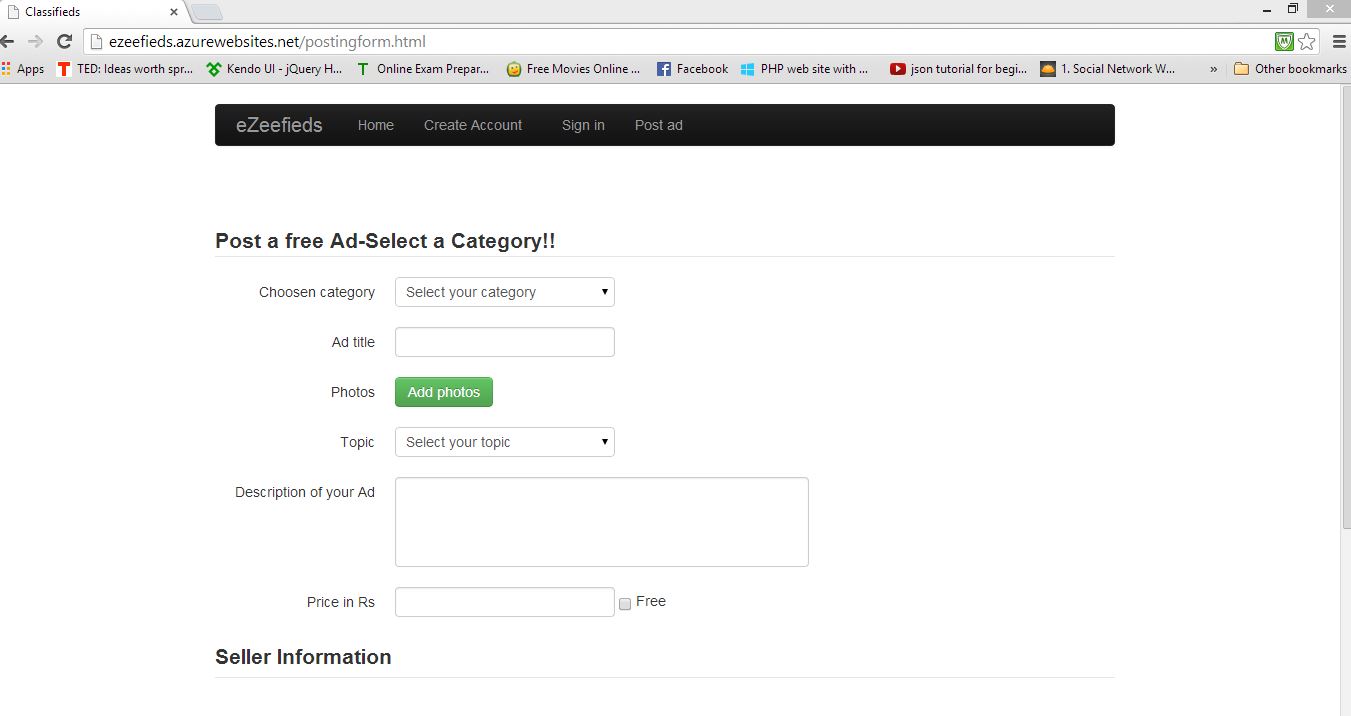 Classifieds
ezeefieds.azurewebsites.net/postingform.html
Apps TED: Ideas worth spr... Kendo UI - jQuery H... Online Exam Prepar... Free Movies Online ... Facebook PHP web site with ... json tutorial for begi... 1. Social Network W... » Other bookmarks
eZeefieds Home Create Account Sign in Post ad
Post a free Ad-Select a Category!!
Choosen category Select your category
Ad title
Photos Add photos
Topic Select your topic
Description of your Ad
Price in Rs Free
Seller Information